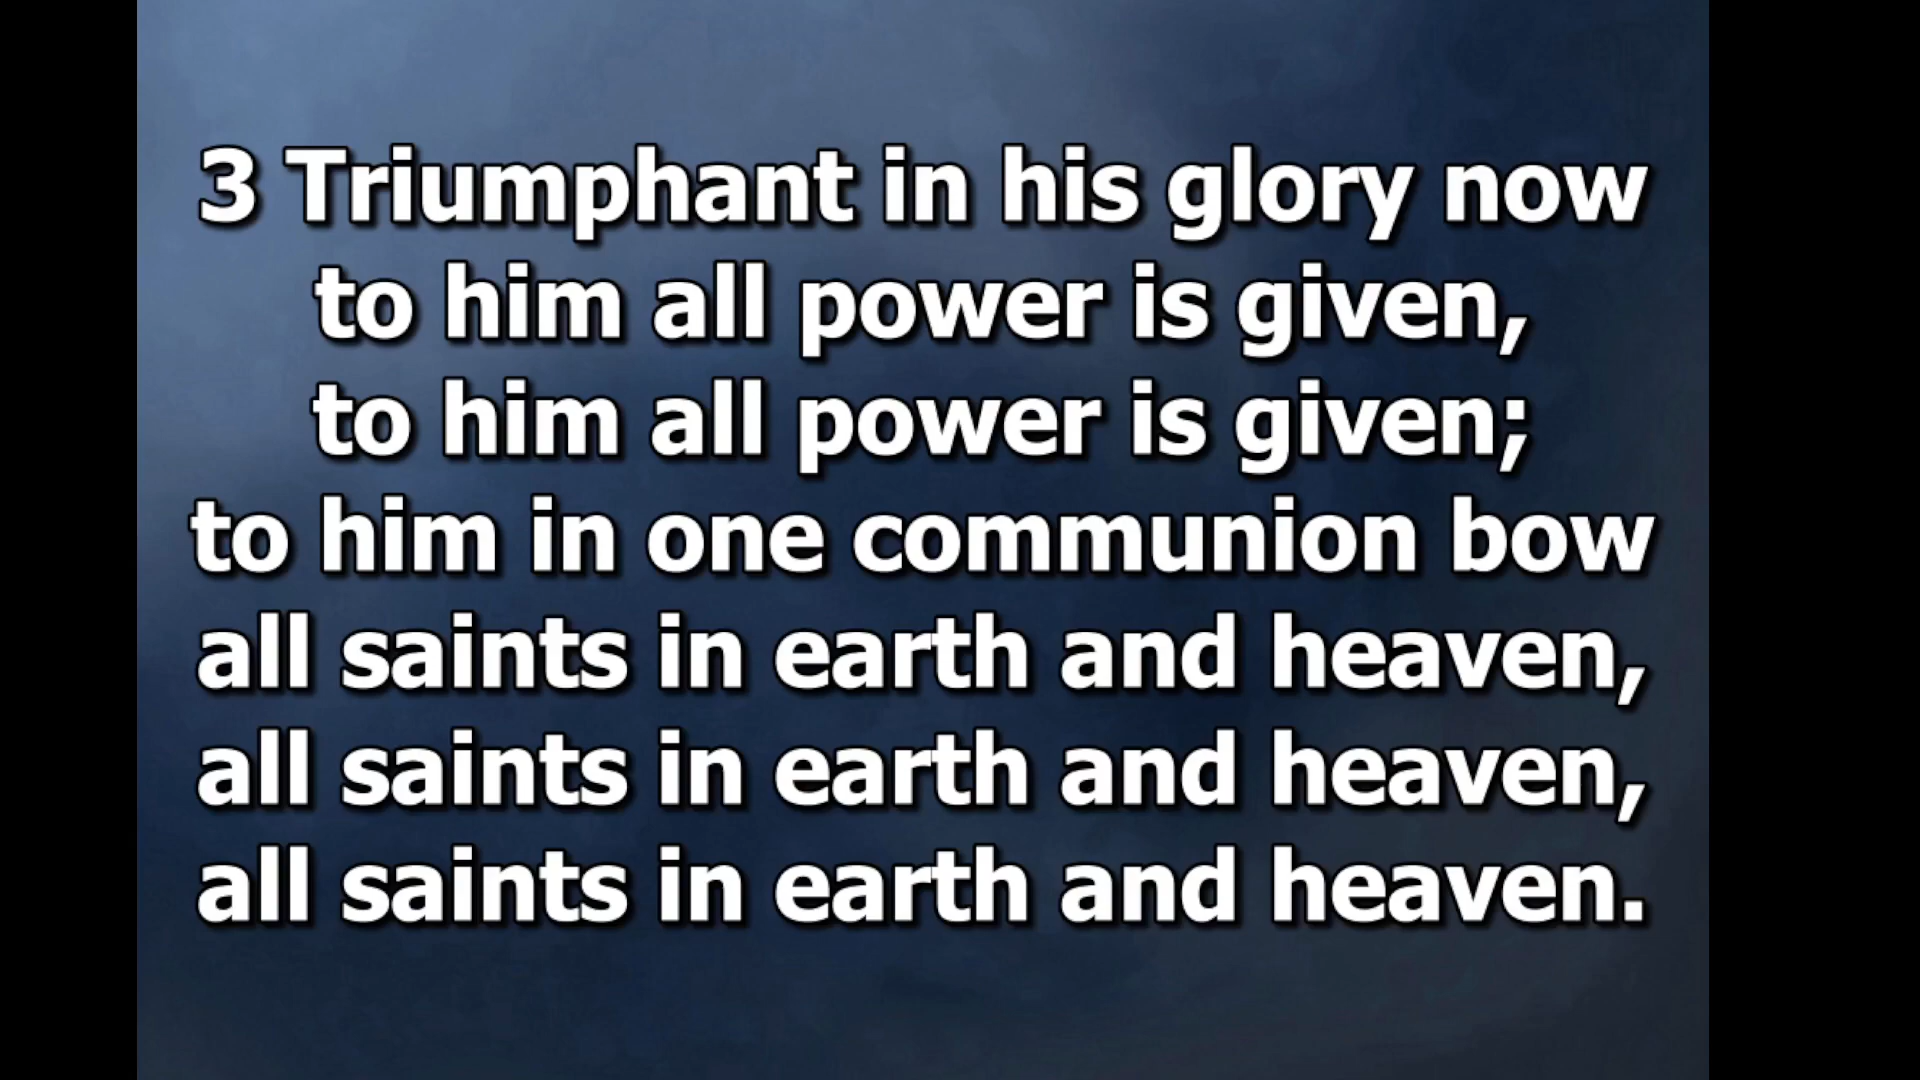 3 Triumphant in his glory now
to him all power is given,
to him all power is given;
to him in one communion bow
all saints in earth and heaven,
all saints in earth and heaven,
all saints in earth and heaven.